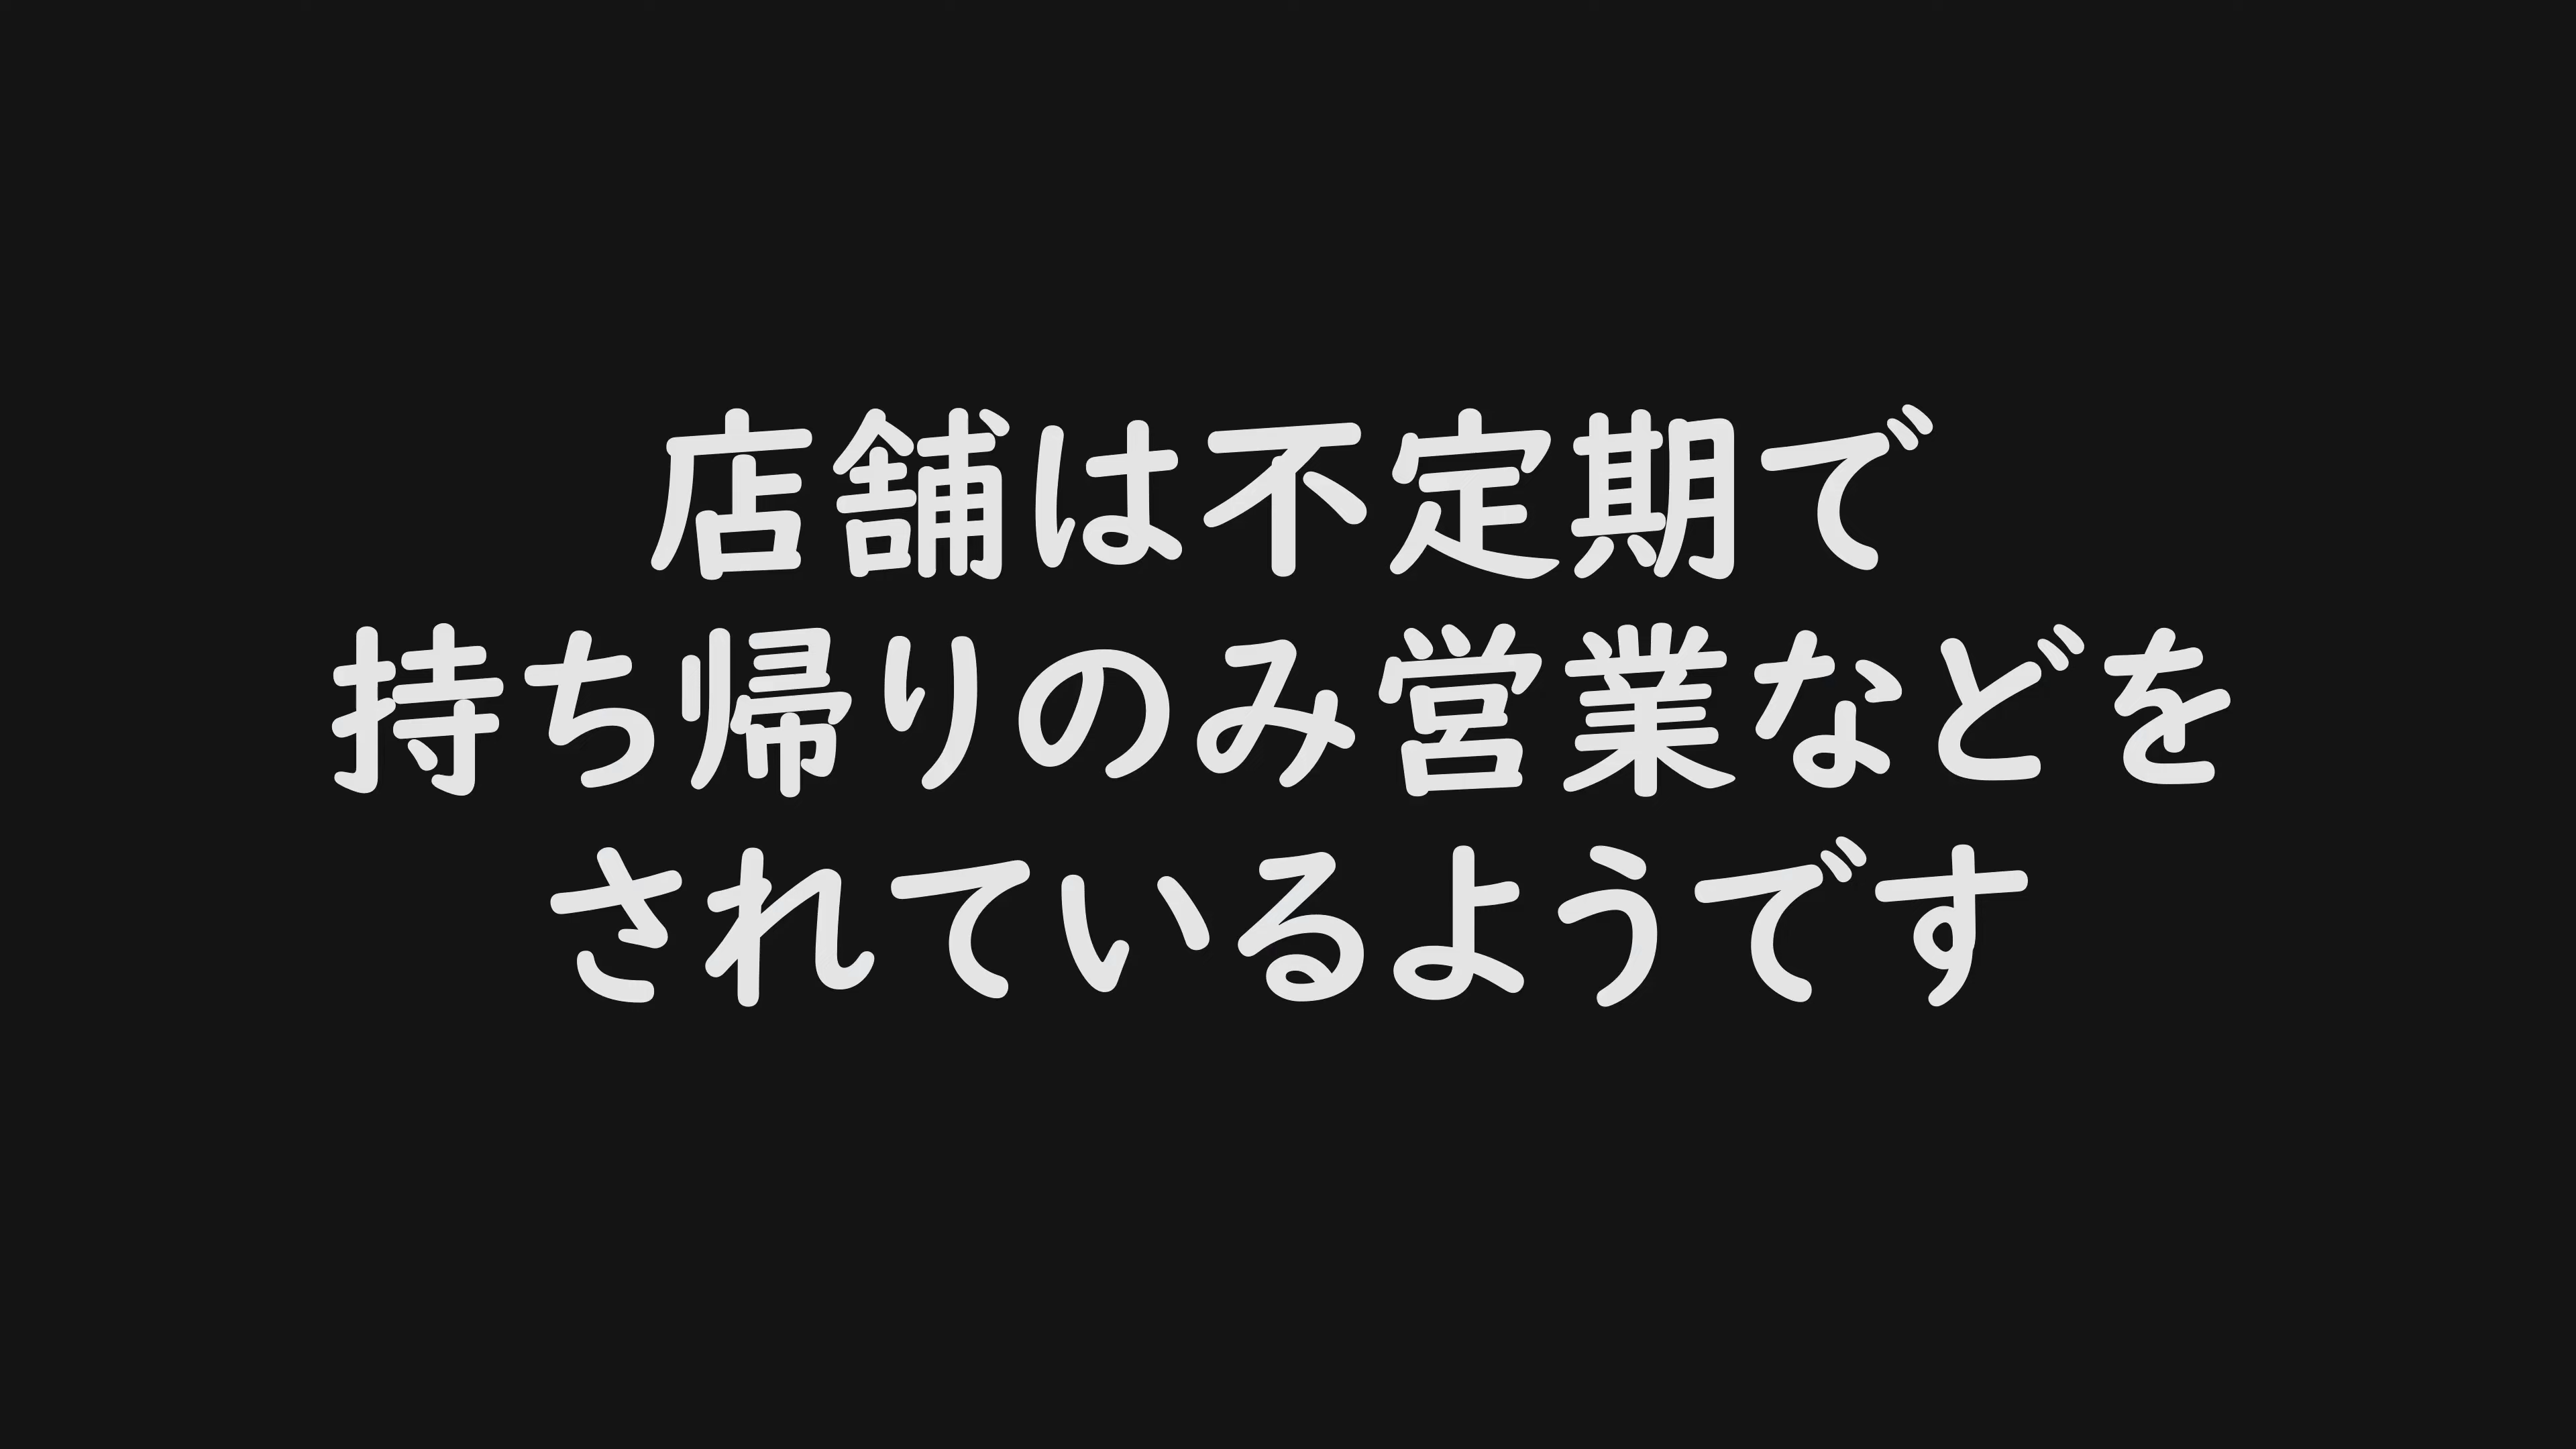 店舗は不定期で
持ち帰りのみ営業などを
されているようです